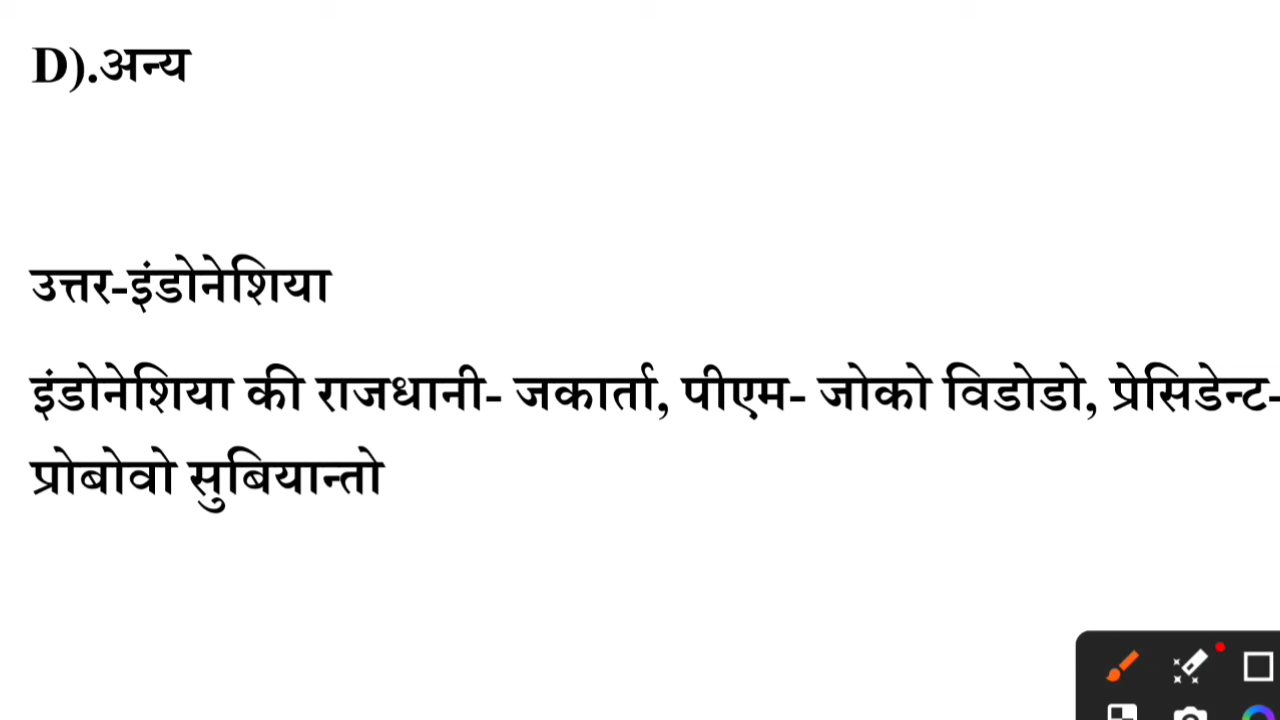 D).अन्य
उत्तर-इंडोनेशिया
इंडोनेशिया की राजधानी- जकार्ता, पीएम- जोको विडोडो, प्रेसिडेन्ट-
प्रोबोवो सुबियान्तो